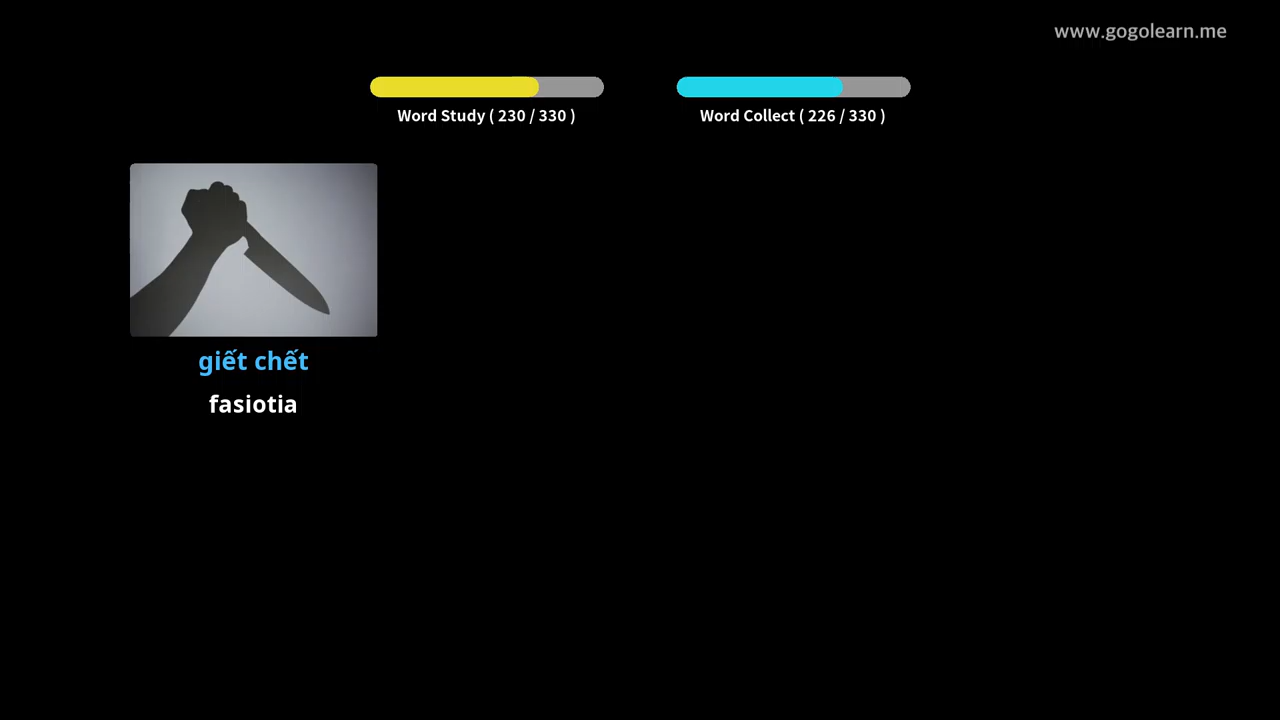 www.gogolearn.me
Word Study ( 230 / 330 )
Word Collect ( 226 / 330 )
giết chết
fasiotia